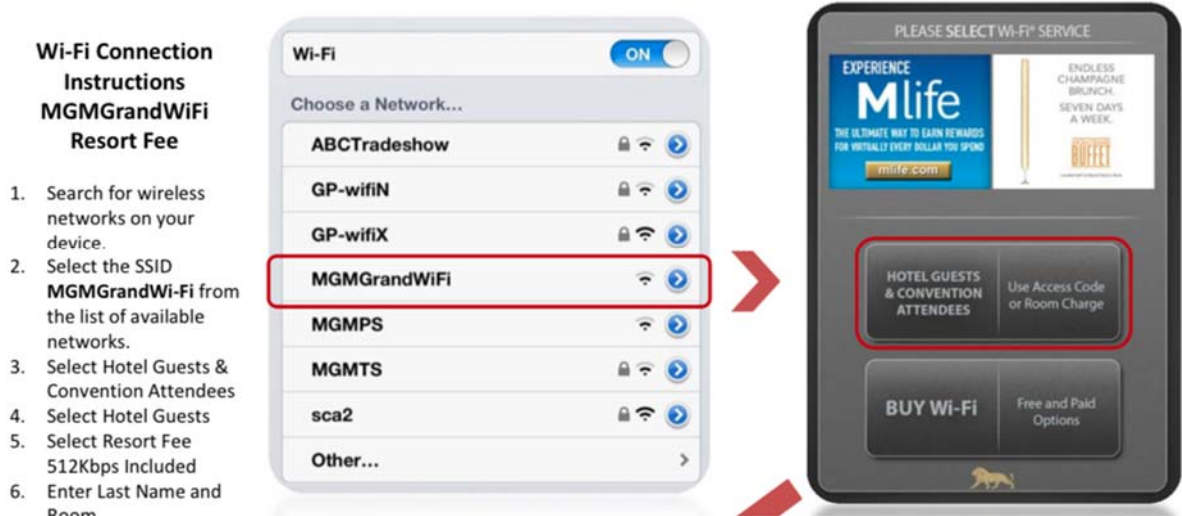 Wi-Fi Connection
Instructions
MGMGrandWiFi
Resort Fee
1. Search for wireless
networks on your
device.
2. Select the SSID
MGMGrandWi-Fi from
the list of available
networks.
3. Select Hotel Guests &
Convention Attendees
4. Select Hotel Guests
5. Select Resort Fee
512Kbps Included
6. Enter Last Name and
Room
Wi-Fi ON
Choose a Network...
ABCTradeshow
GP-wifiN
GP-wifiX
MGMGrandWiFi
MGMPS
MGMTS
sca2
Other...
PLEASE SELECT Wi-Fi® SERVICE
EXPERIENCE
Mlife
THE ULTIMATE WAY TO EARN REWARDS
FOR VIRTUALLY EVERY DOLLAR YOU SPEND
mlife.com
ENDLESS
CHAMPAGNE
BRUNCH.
SEVEN DAYS
A WEEK.
BUFFET
HOTEL GUESTS
& CONVENTION
ATTENDEES
Use Access Code
or Room Charge
BUY Wi-Fi
Free and Paid
Options